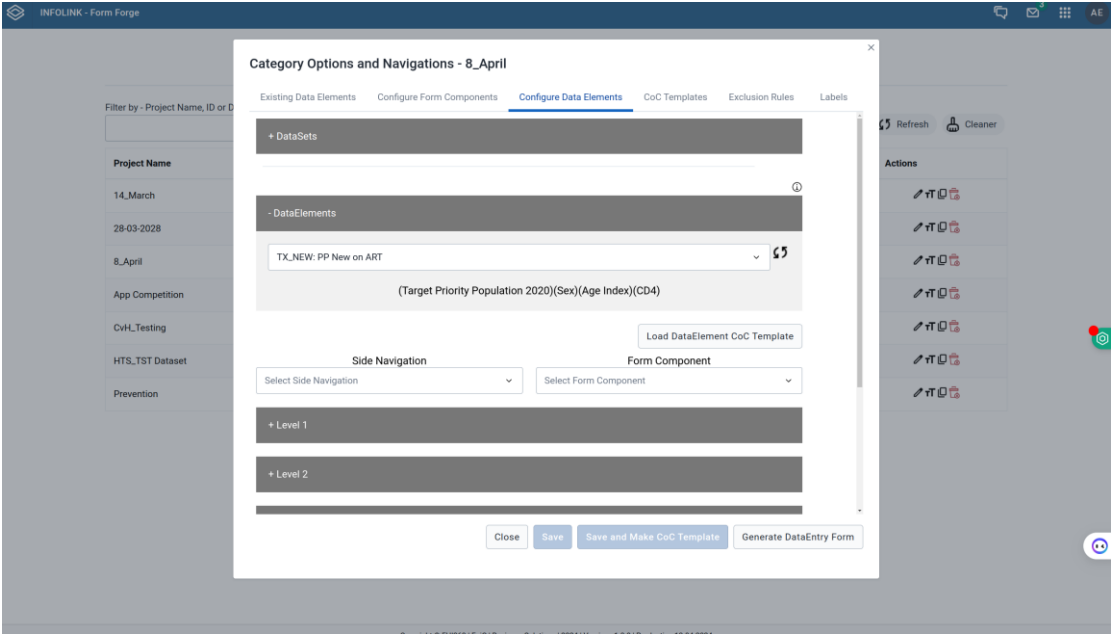 INFOLINK - Form Forge
3
AE
Category Options and Navigations - 8_April
Existing Data Elements Configure Form Components Configure Data Elements CoC Templates Exclusion Rules Labels
Filter by - Project Name, ID or D
+ DataSets
Refresh Cleaner
Project Name Actions
14_March
- DataElements
28-03-2028
TX_NEW: PP New on ART
8_April
(Target Priority Population 2020)(Sex)(Age Index)(CD4)
App Competition
CvH_Testing
Load DataElement CoC Template
HTS_TST Dataset
Side Navigation Form Component
Select Side Navigation Select Form Component
Prevention
+ Level 1
+ Level 2
Close Save Save and Make CoC Template Generate DataEntry Form